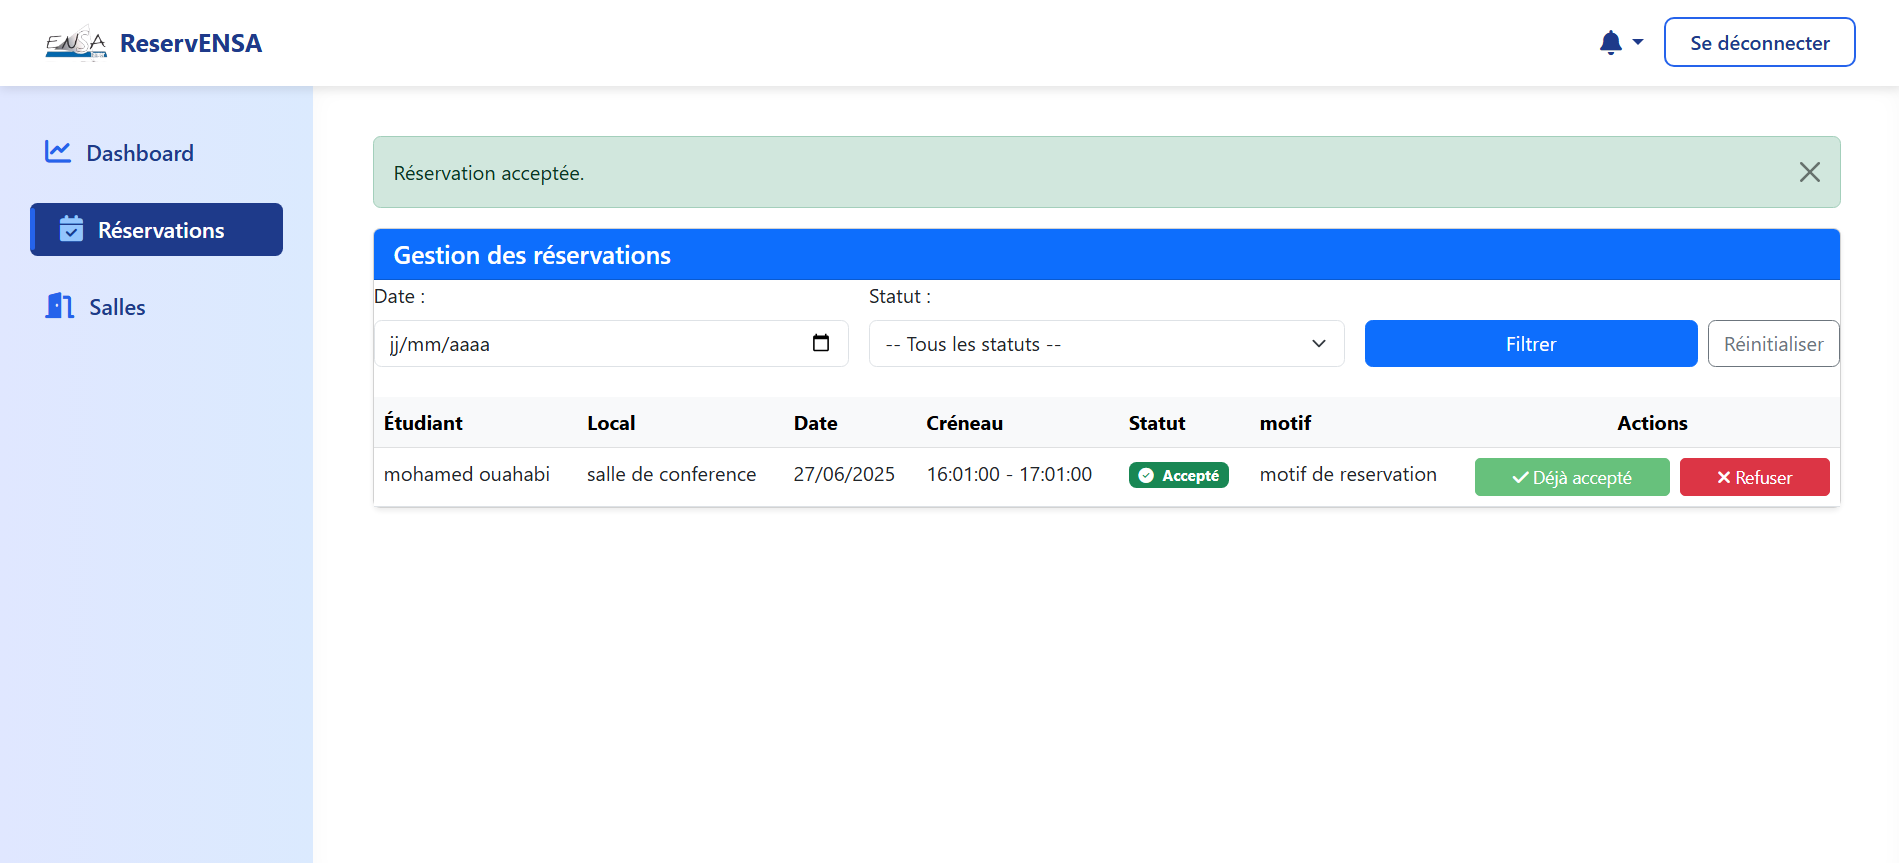 ENSA
ReservENSA
Se déconnecter
Dashboard
Réservations
Salles
Réservation acceptée.
Gestion des réservations
Date :
Statut :
jj/mm/aaaa
-- Tous les statuts --
Filtrer
Réinitialiser
Étudiant Local Date Créneau Statut motif Actions
mohamed ouahabi salle de conference 27/06/2025 16:01:00 - 17:01:00 Accepté motif de reservation Déjà accepté Refuser